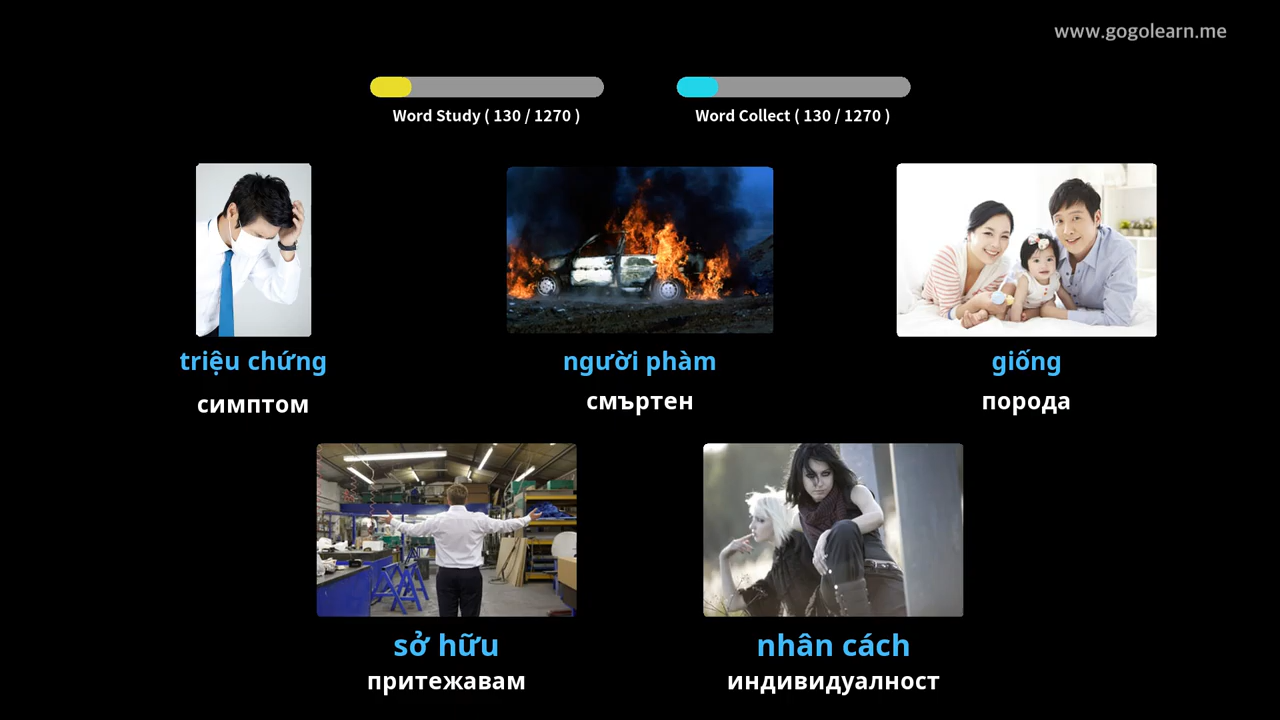 www.gogolearn.me
Word Study ( 130 / 1270 )
Word Collect ( 130 / 1270 )
triệu chứng
симптом
người phàm
смъртен
giống
порода
sở hữu
притежавам
nhân cách
индивидуалност